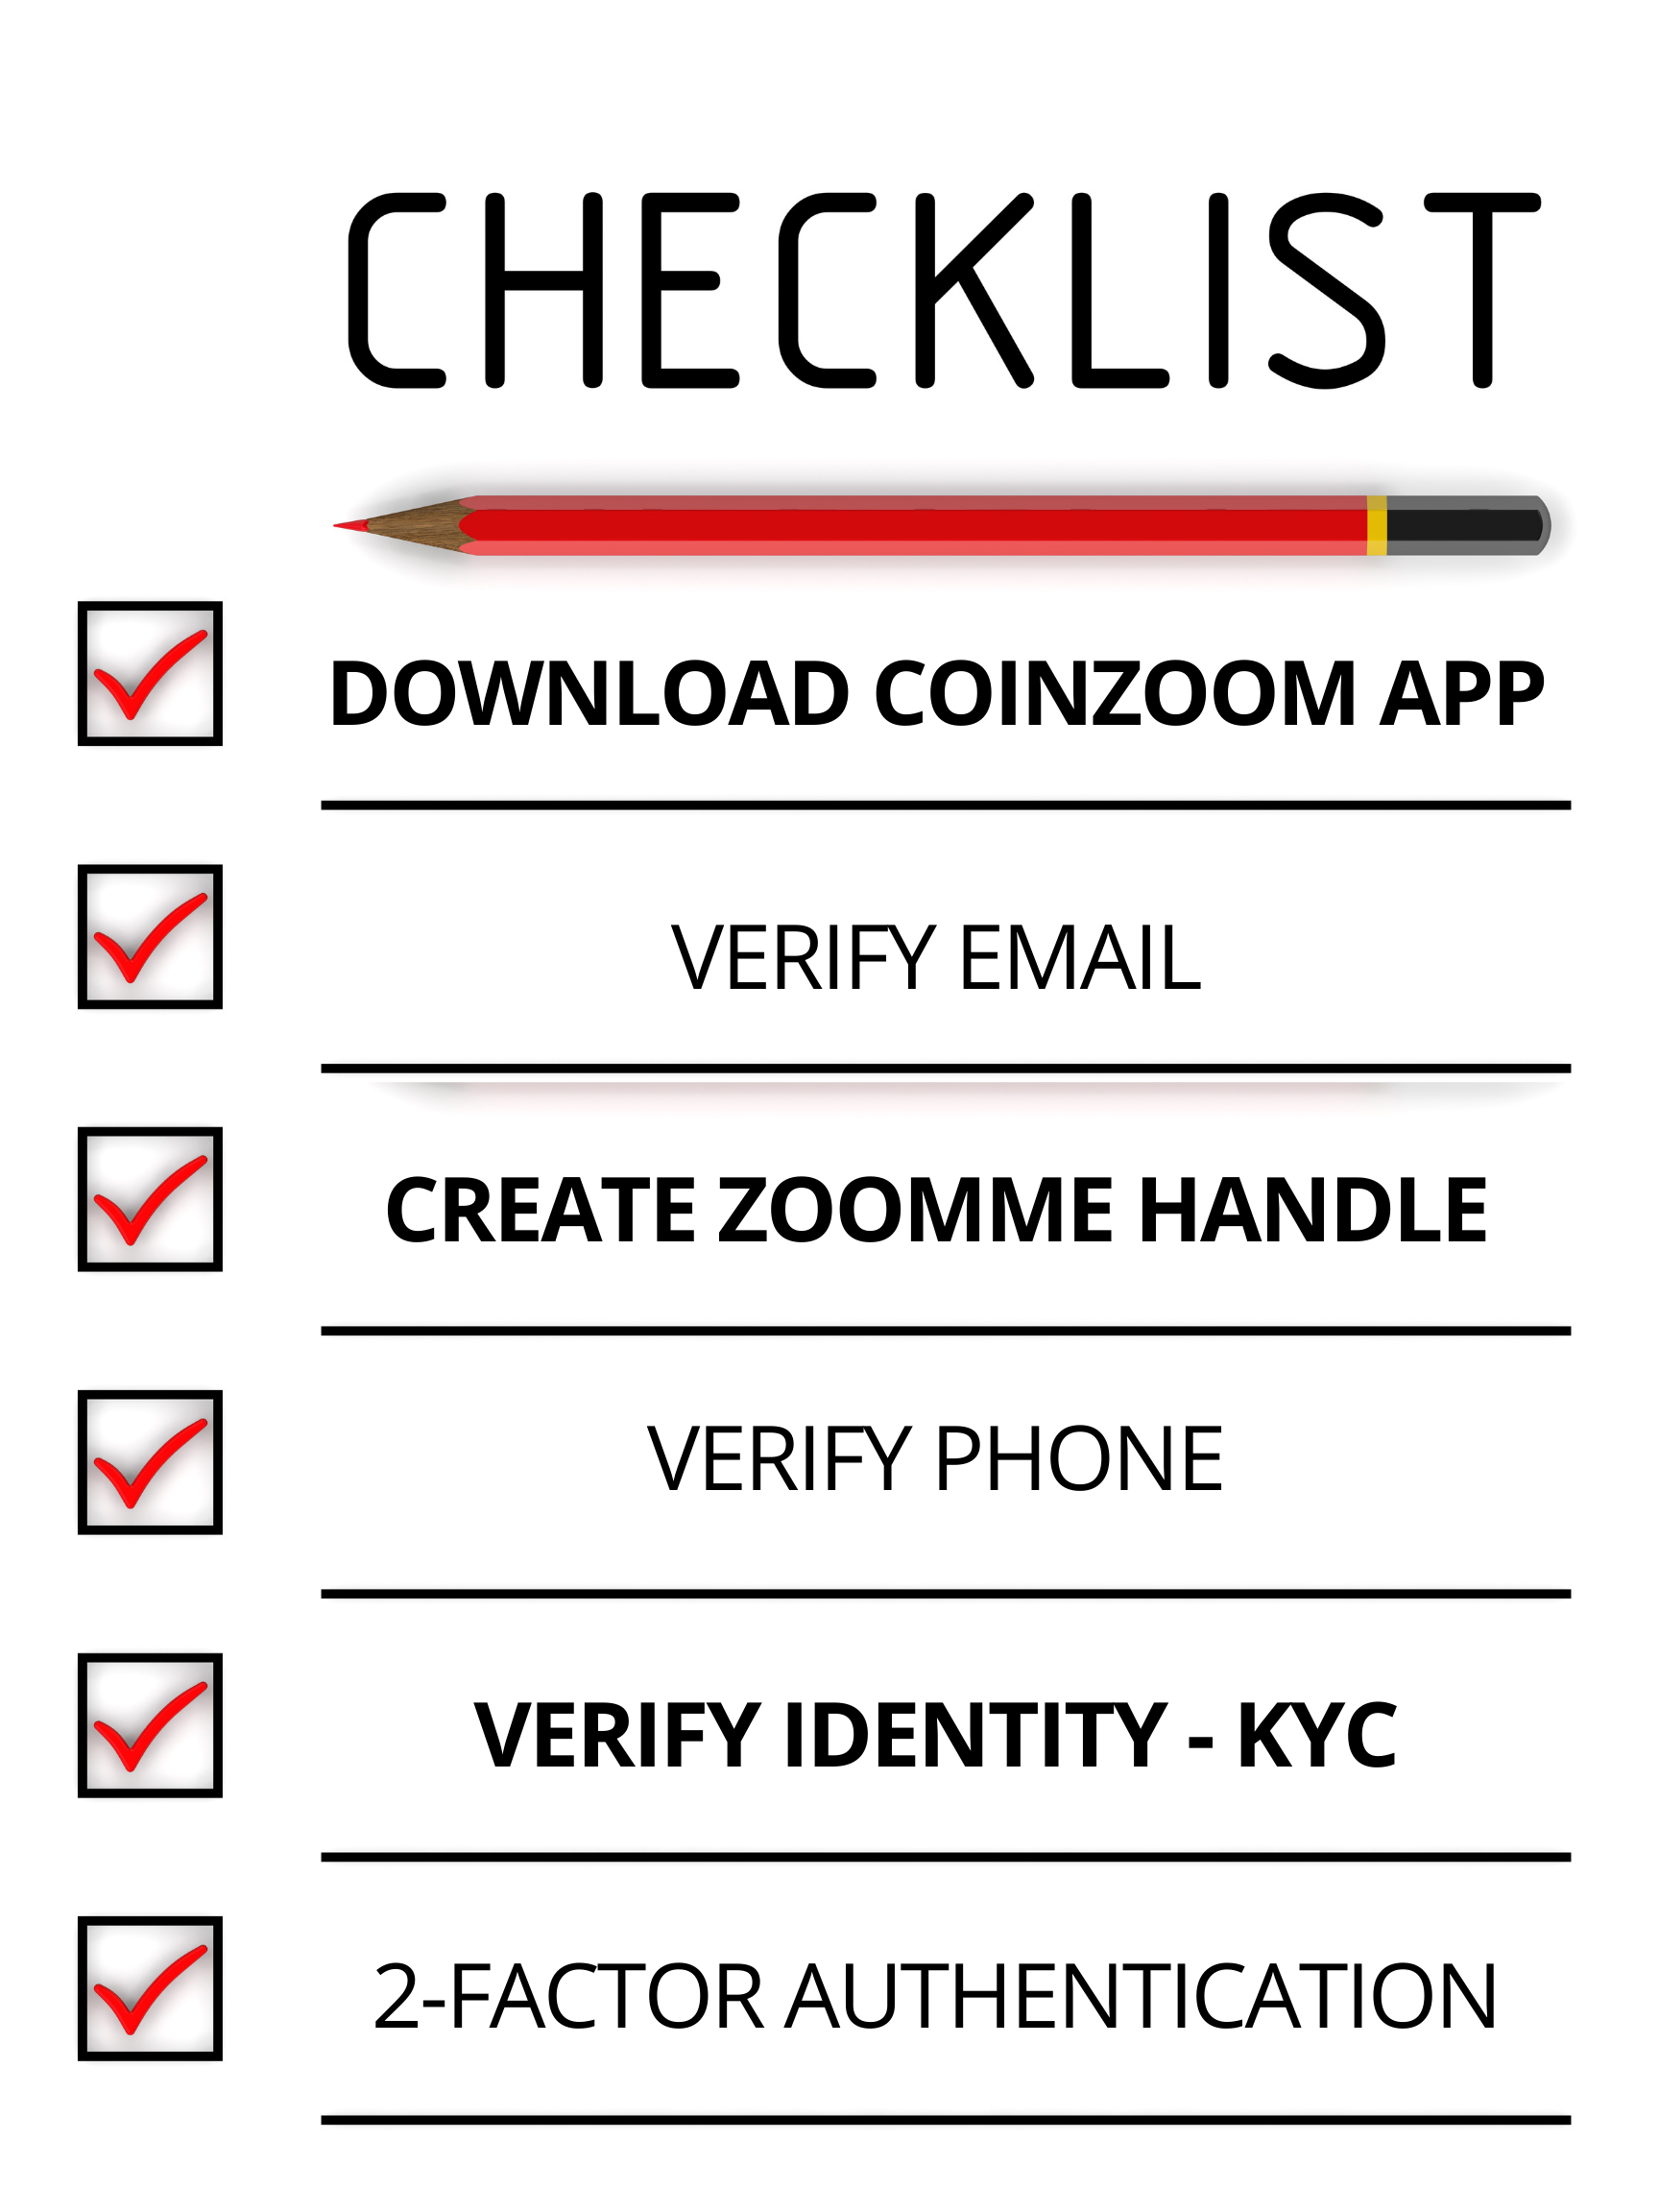 CHECKLIST
DOWNLOAD COINZOOM APP
VERIFY EMAIL
CREATE ZOOMME HANDLE
VERIFY PHONE
VERIFY IDENTITY - KYC
2-FACTOR AUTHENTICATION